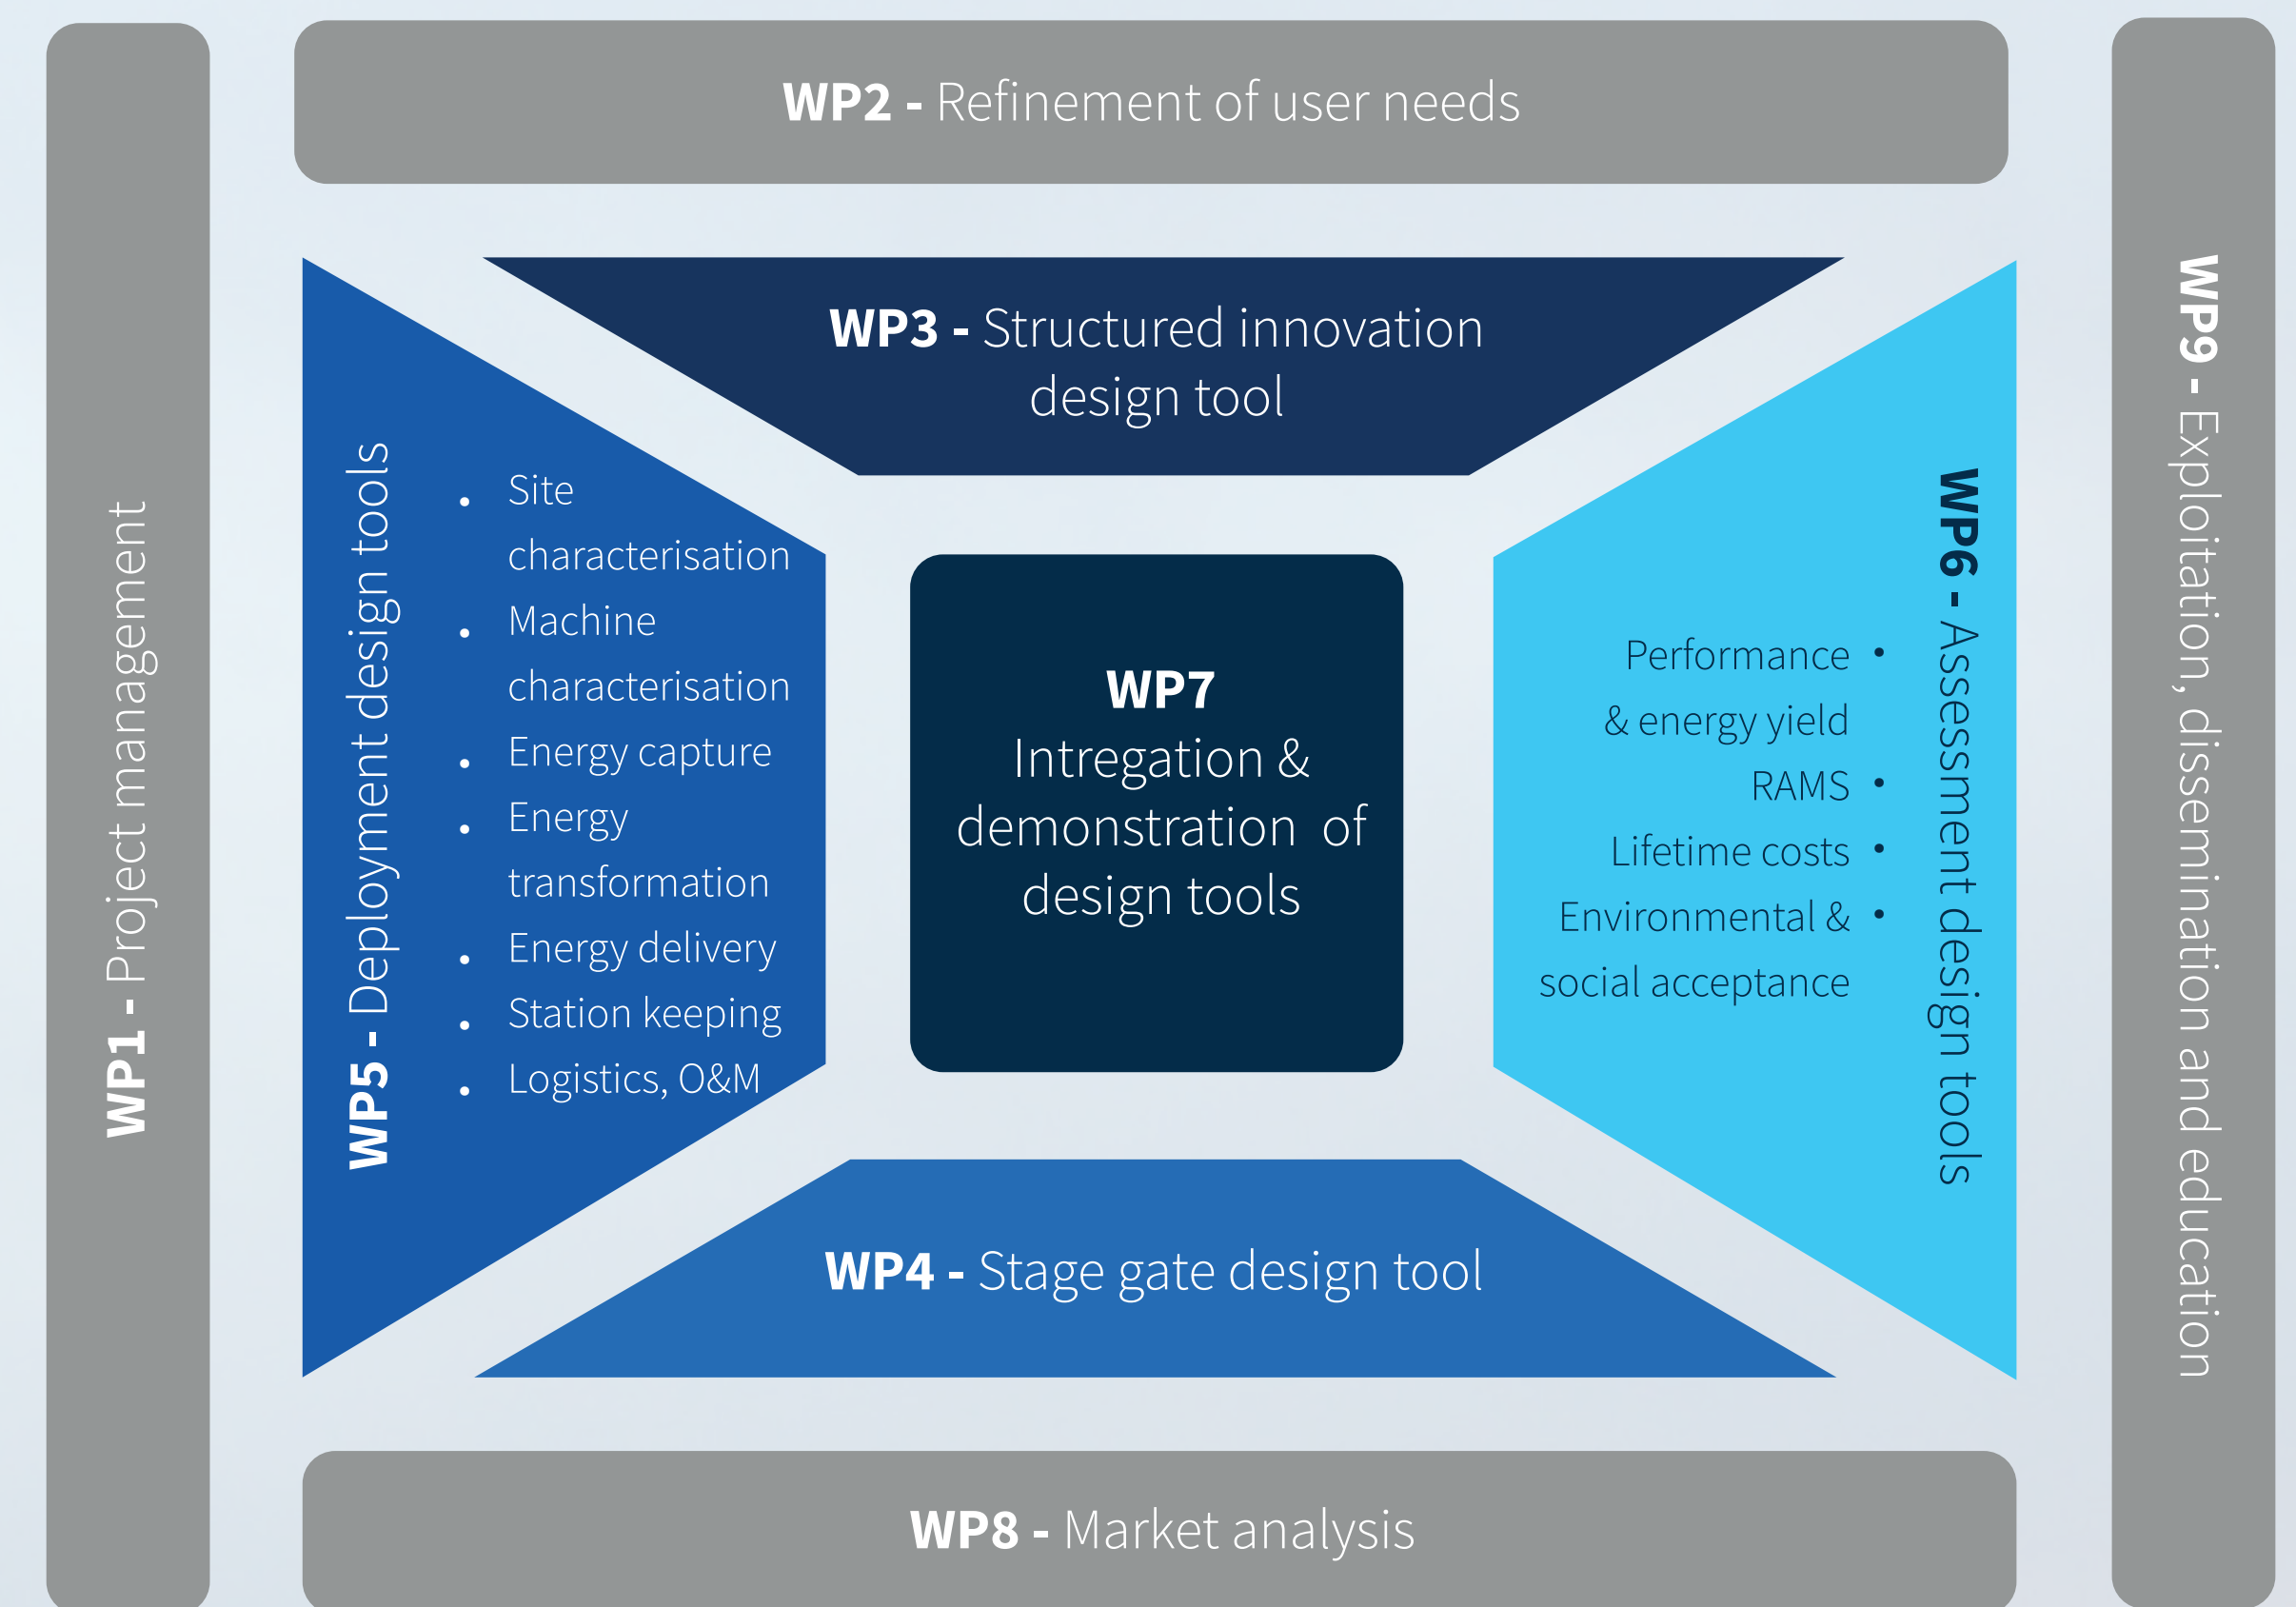 WP1 - Project management
WP2 - Refinement of user needs
WP3 - Structured innovation
design tool
WP5 - Deployment design tools
• Site
characterisation
• Machine
characterisation
• Energy capture
• Energy
transformation
• Energy delivery
• Station keeping
• Logistics, O&M
WP7
Intregation &
demonstration of
design tools
WP6 - Assessment design tools
Performance •
& energy yield
RAMS •
Lifetime costs •
Environmental & •
social acceptance
WP4 - Stage gate design tool
WP8 - Market analysis
WP9 - Exploitation, dissemination and education